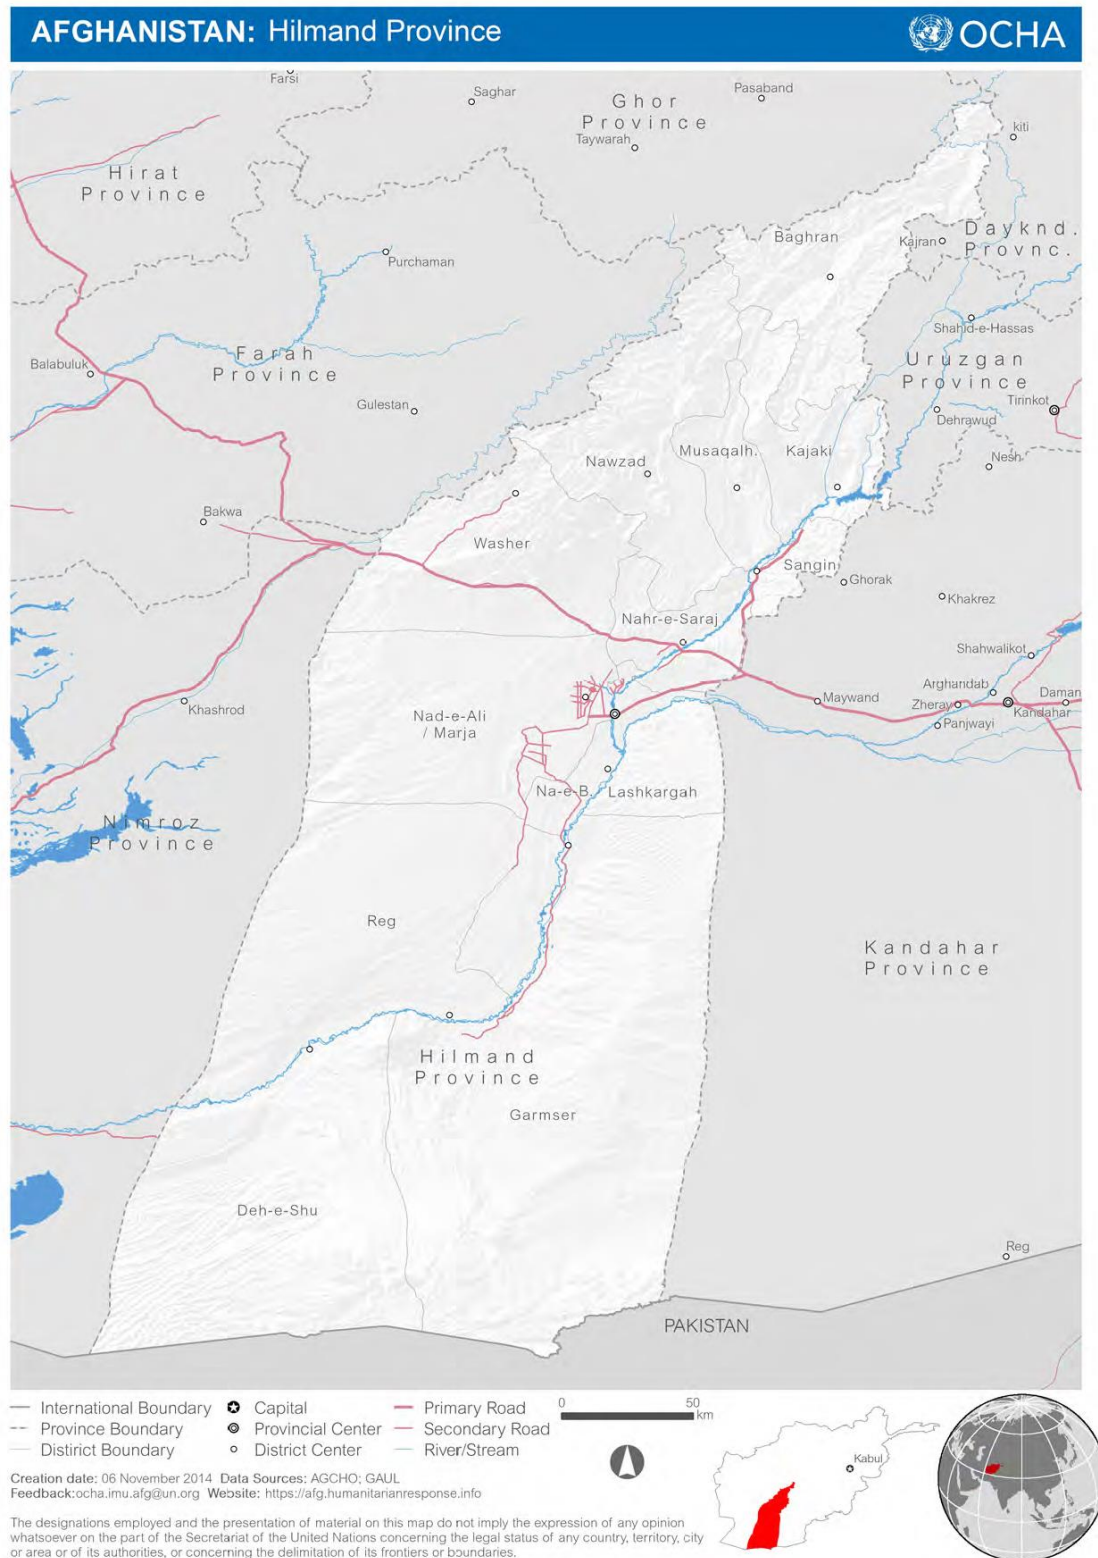 AFGHANISTAN: Hilmand Province
OCHA
Farsi
Saghar
Pasaband
Ghor
Province
Taywarah
kiti
Hirat
Province
Baghran
Kajran
Dayknd.
Provnc.
Purchaman
Shahid-e-Hassas
Farah
Province
Balabuluk
Uruzgan
Province
Tirinkot
Gulestan
Dehrawud
Musaqalh.
Kajaki
Nawzad
Nesh
Bakwa
Washer
Sangin
Ghorak
Khakrez
Nahr-e-Saraj
Shahwalikot
Arghandab
Daman
Maywand
Zheray
Kandahar
Khashrod
Nad-e-Ali
/ Marja
Panjwayi
Na-e-B.
Lashkargah
Nimroz
Province
Reg
Kandahar
Province
Hilmand
Province
Garmser
Deh-e-Shu
Reg
PAKISTAN
International Boundary
Province Boundary
Distirict Boundary
Capital
Provincial Center
District Center
Primary Road
Secondary Road
River/Stream
0 50
km
Kabul
Creation date: 06 November 2014 Data Sources: AGCHO; GAUL
Feedback:ocha.imu.afg@un.org Website: https://afg.humanitarianresponse.info
The designations employed and the presentation of material on this map do not imply the expression of any opinion
whatsoever on the part of the Secretariat of the United Nations concerning the legal status of any country, territory, city
or area or of its authorities, or concerning the delimitation of its frontiers or boundaries.